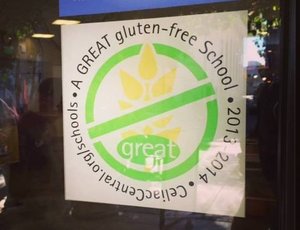 A GREAT gluten-free School • 2013-2014 • CeliacCentral.org/schools •
great